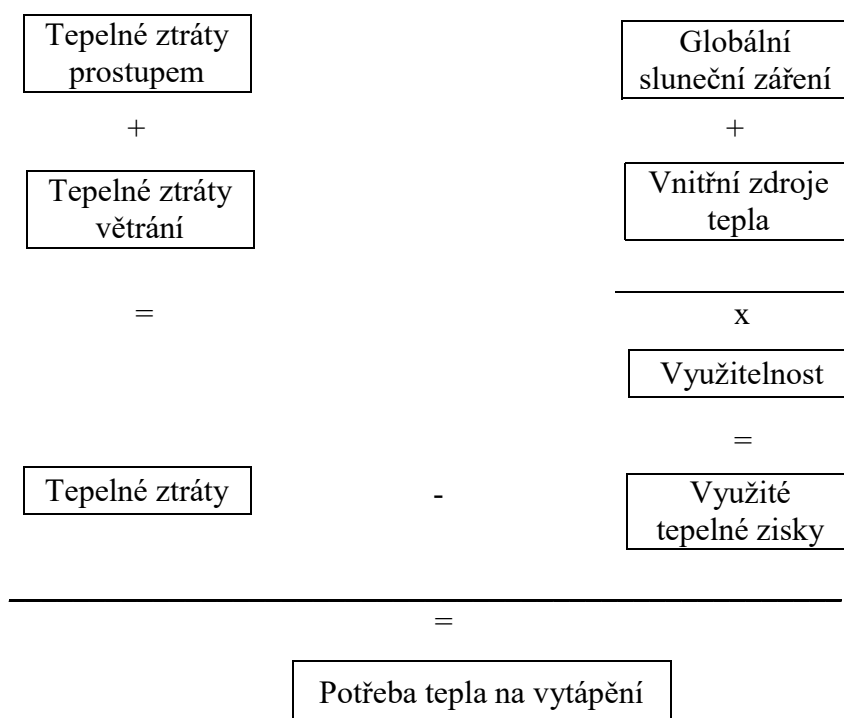 Tepelné ztráty
prostupem
Globální
sluneční záření
+
+
Tepelné ztráty
větrání
Vnitřní zdroje
tepla
=
x
Využitelnost
=
Tepelné ztráty
-
Využité
tepelné zisky
=
Potřeba tepla na vytápění